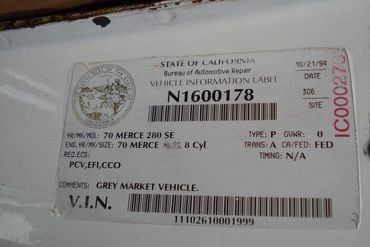 STATE OF CALIFORNIA
Bureau of Automotive Repair
VEHICLE INFORMATION LABEL
N1600178
10/21/94
DATE
306
SITE
IC000273
YR/MK/MDL: 70 MERCE 280 SE
TYPE: P GVWR: 0
ENG.YR/MK/SIZE: 70 MERCE 8 Cyl
TRANS: A CA/FED: FED
REQ.ECS:
TIMING: N/A
PCV,EFI,CCO
COMMENTS: GREY MARKET VEHICLE.
V.I.N.
11102610001999